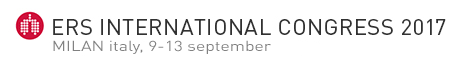 ERS INTERNATIONAL CONGRESS 2017
MILAN italy, 9-13 september